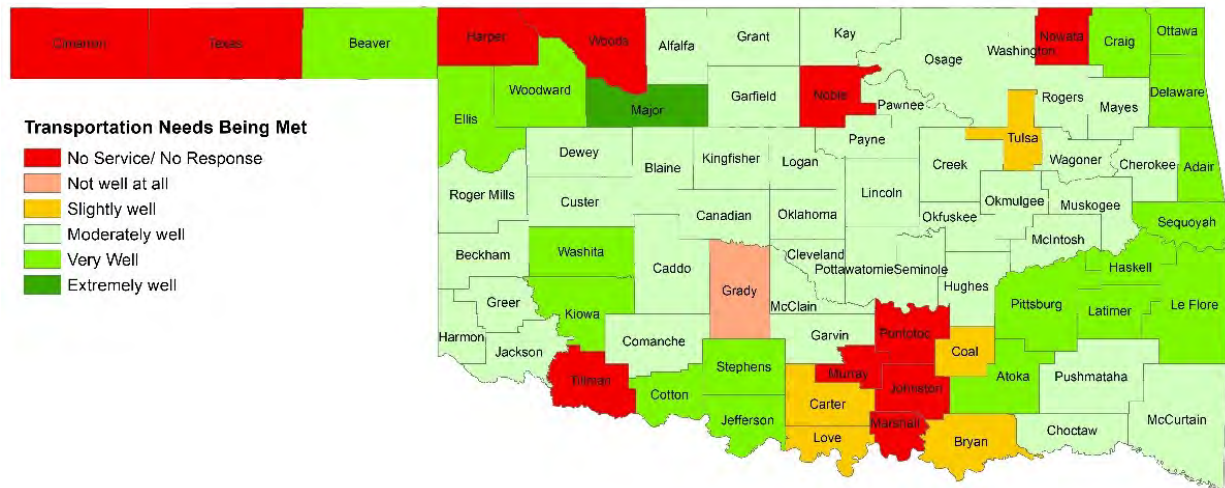 Cimarron Texas Beaver Harper Woods Alfalfa Grant Kay Osage Washington Nowata Craig Ottawa
Ellis Woodward Major Garfield Noble Pawnee Rogers Mayes Delaware
Transportation Needs Being Met
No Service/ No Response
Not well at all
Slightly well
Moderately well
Very Well
Extremely well
Dewey Blaine Kingfisher Logan Payne Creek Tulsa Wagoner Cherokee Adair
Roger Mills Custer Canadian Oklahoma Lincoln Okfuskee Okmulgee Muskogee Sequoyah
Beckham Washita Caddo Grady Cleveland Pottawatomie Seminole McIntosh Haskell
Greer Kiowa McClain Hughes Pittsburg Latimer Le Flore
Harmon Jackson Comanche Garvin Pontotoc Coal
Tillman Cotton Stephens Murray Johnston Atoka Pushmataha
Jefferson Carter Love Marshall Bryan Choctaw McCurtain